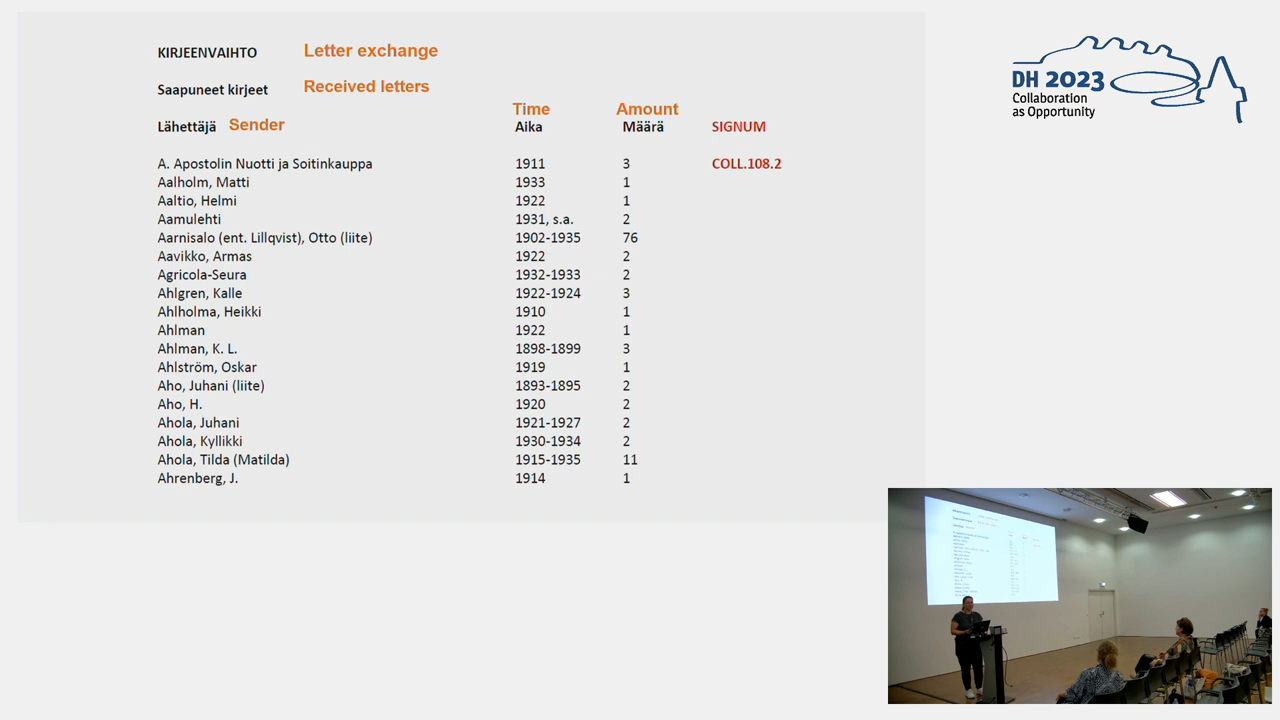 KIRJEENVAIHTO Letter exchange
Saapuneet kirjeet Received letters
Time Amount
Lähettäjä Sender Aika Määrä SIGNUM
A. Apostolin Nuotti ja Soitinkauppa 1911 3 COLL.108.2
Aalholm, Matti 1933 1
Aaltio, Helmi 1922 1
Aamulehti 1931, s.a. 2
Aarnisalo (ent. Lillqvist), Otto (liite) 1902-1935 76
Aavikko, Armas 1922 2
Agricola-Seura 1932-1933 2
Ahlgren, Kalle 1922-1924 3
Ahlholma, Heikki 1910 1
Ahlman 1922 1
Ahlman, K. L. 1898-1899 3
Ahlström, Oskar 1919 1
Aho, Juhani (liite) 1893-1895 2
Aho, H. 1920 2
Ahola, Juhani 1921-1927 2
Ahola, Kyllikki 1930-1934 2
Ahola, Tilda (Matilda) 1915-1935 11
Ahrenberg, J. 1914 1
DH 2023
Collaboration
as Opportunity